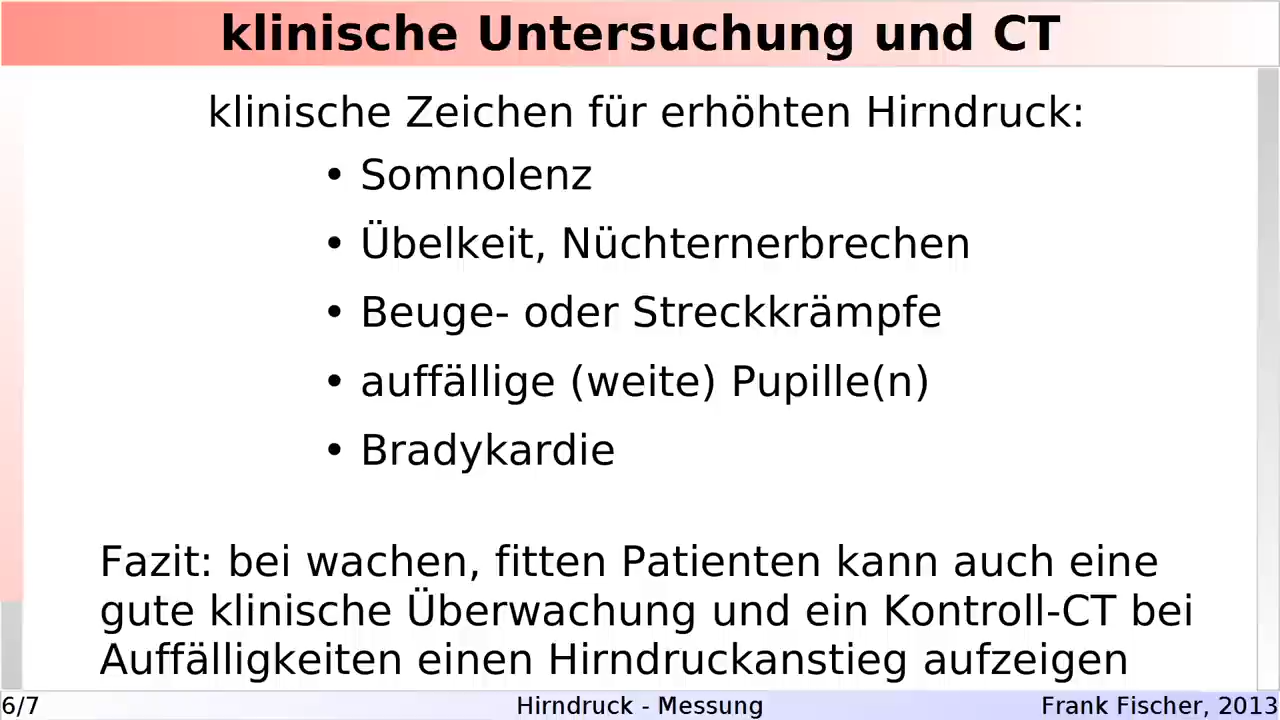 klinische Untersuchung und CT
klinische Zeichen für erhöhten Hirndruck:
• Somnolenz
• Übelkeit, Nüchternerbrechen
• Beuge- oder Streckkrämpfe
• auffällige (weite) Pupille(n)
• Bradykardie
Fazit: bei wachen, fitten Patienten kann auch eine
gute klinische Überwachung und ein Kontroll-CT bei
Auffälligkeiten einen Hirndruckanstieg aufzeigen
6/7 Hirndruck - Messung Frank Fischer, 2013